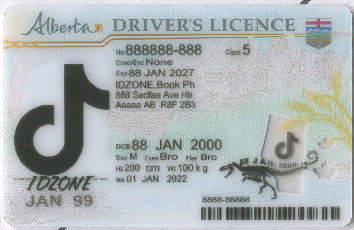 Alberta DRIVER'S LICENCE
No 888888-888 Class 5
Cond/End None
Exp 88 JAN 2027
IDZONE,Book Ph
888 Sadfaa Ave Hb
Aaaaa AB R8F 2B3
DOB 88 JAN 2000
Sex M Eyes Bro Hair Bro
Ht 200 cm Wt 100 kg
Iss 01 JAN 2022
IDZONE
JAN 99
88 JAN 2000
8888-88888